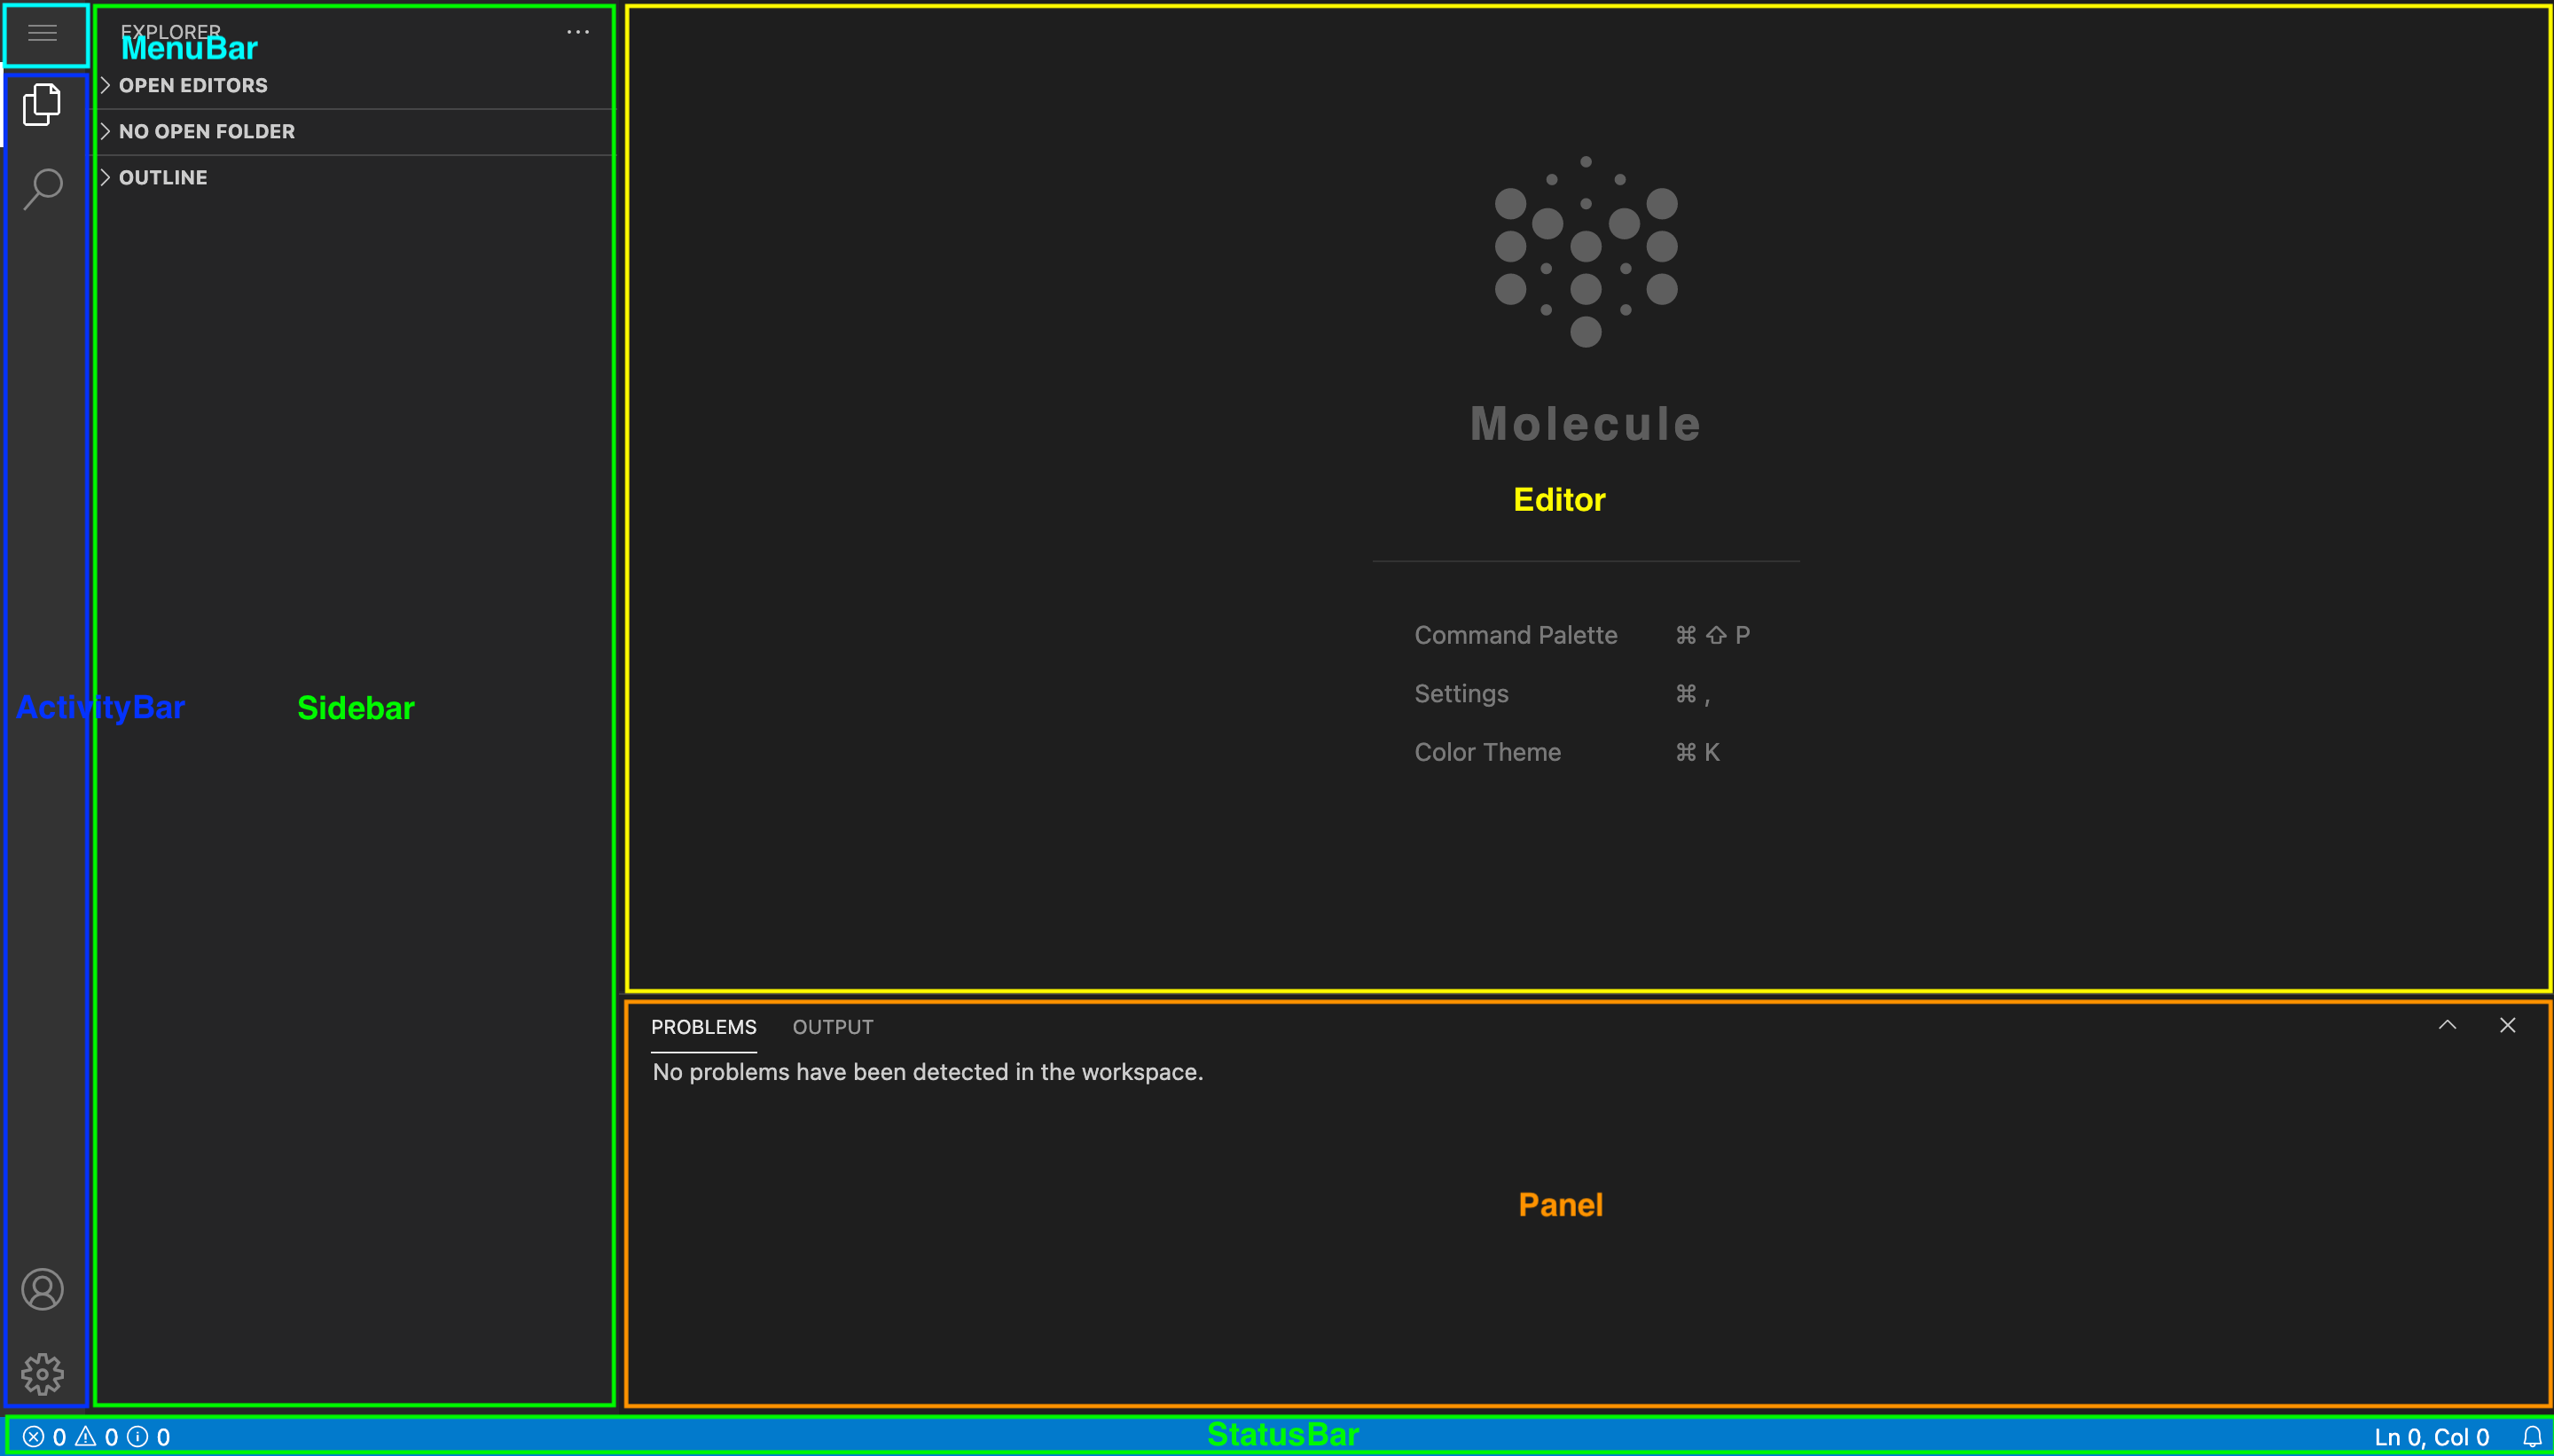 EXPLORER
MenuBar
OPEN EDITORS
NO OPEN FOLDER
OUTLINE
ActivityBar
Sidebar
Molecule
Editor
Command Palette ⌘ ⇧ P
Settings ⌘ ,
Color Theme ⌘ K
PROBLEMS OUTPUT
No problems have been detected in the workspace.
Panel
0 0 0
StatusBar
Ln 0, Col 0